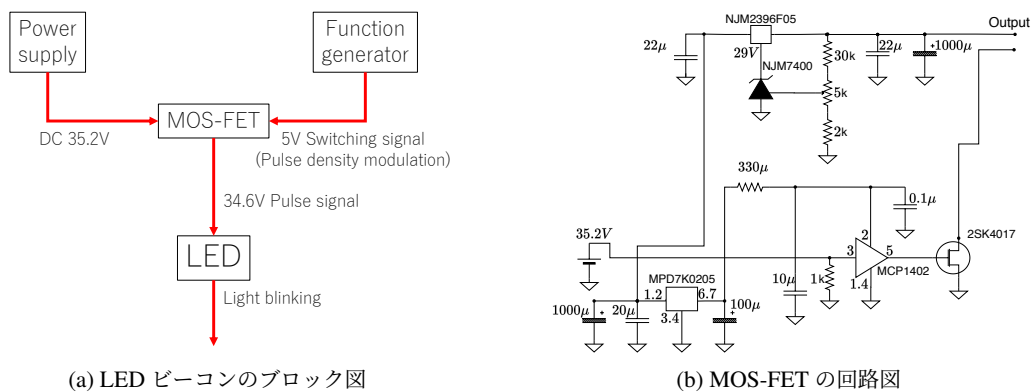 Power
supply
Function
generator
MOS-FET
DC 35.2V
5V Switching signal
(Pulse density modulation)
34.6V Pulse signal
LED
Light blinking
(a) LED ビーコンのブロック図
NJM2396F05
Output
22μ
29V
NJM7400
30k
5k
2k
22μ
1000μ
330μ
0.1μ
35.2V
2
3
5
2SK4017
MCP1402
1k
1.4
10μ
MPD7K0205
1.2
6.7
3.4
1000μ
20μ
100μ
(b) MOS-FET の回路図